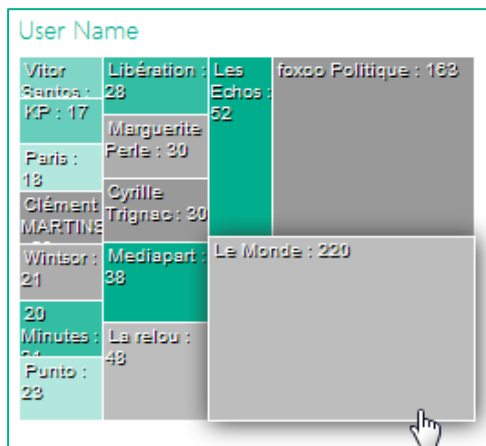 User Name
Vitor
Santos :
KP : 17
Paris :
18
Clément
MARTINS
Wintsor :
21
20
Minutes :
Punto :
23
Libération :
28
Marguerite
Perle : 30
Cyrille
Trignac : 30
Mediapart :
38
La relou :
48
Les
Echos :
52
foxoo Politique : 163
Le Monde : 220